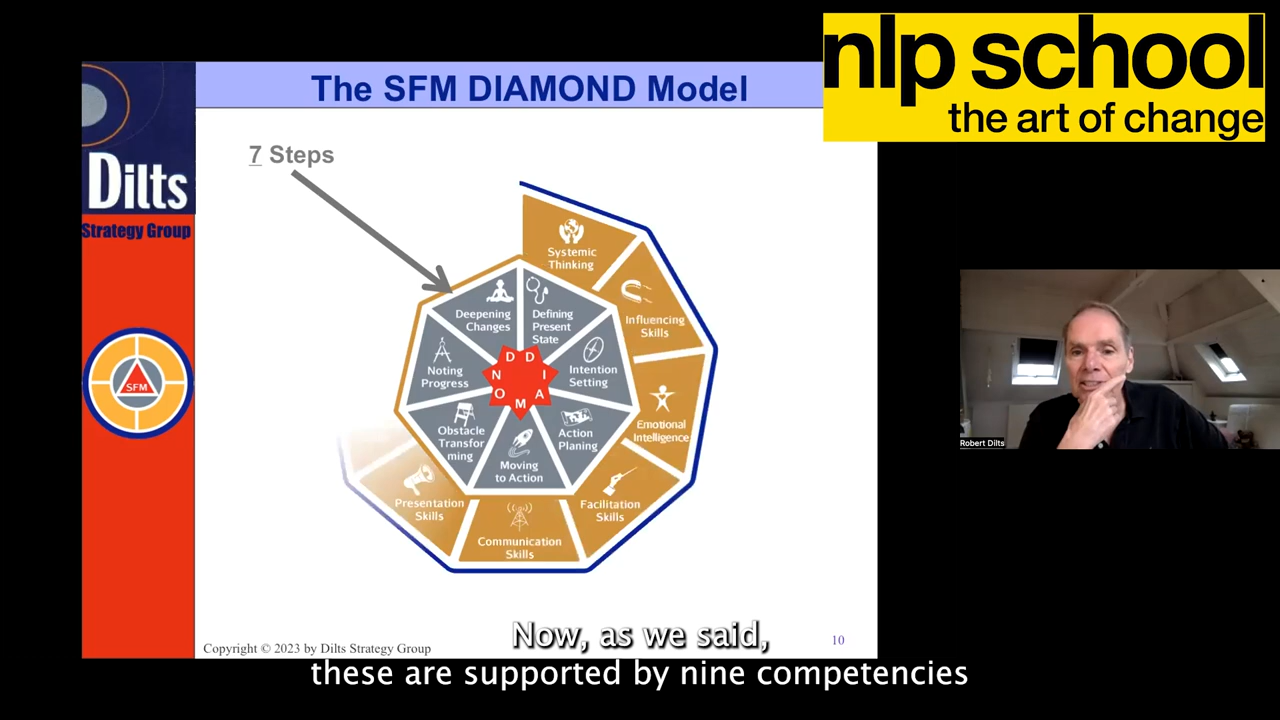 nlp school
the art of change
The SFM DIAMOND Model
7 Steps
Dilts
Strategy Group
SFM
Systemic
Thinking
Influencing
Skills
Emotional
Intelligence
Facilitation
Skills
Communication
Skills
Presentation
Skills
Deepening
Changes
Defining
Present
State
Intention
Setting
Action
Planing
Moving
to Action
Obstacle
Transfor
ming
Noting
Progress
D I A M O N D
Robert Dilts
Copyright © 2023 by Dilts Strategy Group
10
Now, as we said,
these are supported by nine competencies